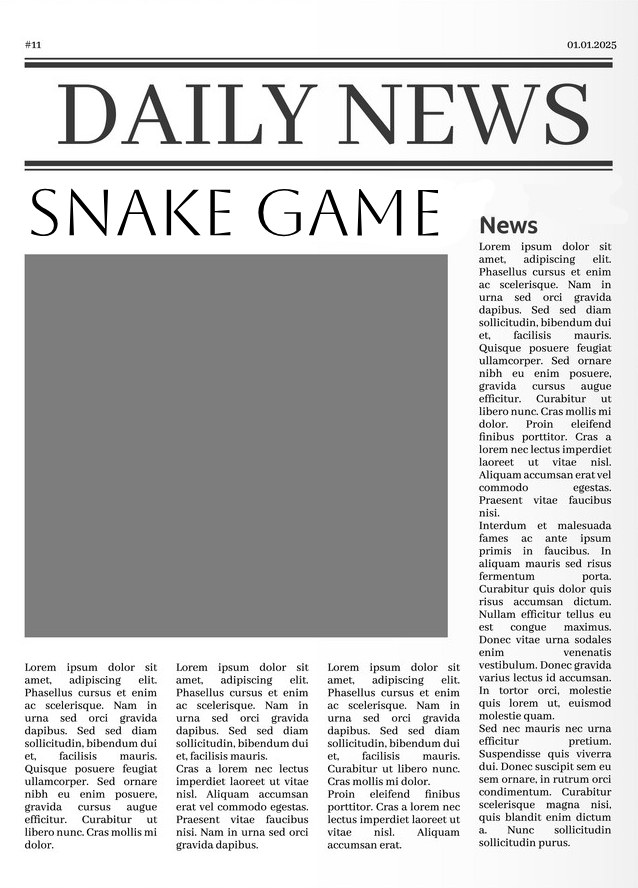 #11
01.01.2025
DAILY NEWS
SNAKE GAME
Lorem ipsum dolor sit
amet, adipiscing elit.
Phasellus cursus et enim
ac scelerisque. Nam in
urna sed orci gravida
dapibus. Sed sed diam
sollicitudin, bibendum dui
et, facilisis mauris.
Quisque posuere feugiat
ullamcorper. Sed ornare
nibh eu enim posuere,
gravida cursus augue
efficitur. Curabitur ut
libero nunc. Cras mollis mi
dolor.
Lorem ipsum dolor sit
amet, adipiscing elit.
Phasellus cursus et enim
ac scelerisque. Nam in
urna sed orci gravida
dapibus. Sed sed diam
sollicitudin, bibendum dui
et, facilisis mauris.
Cras a lorem nec lectus
imperdiet laoreet ut vitae
nisl. Aliquam accumsan
erat vel commodo egestas.
Praesent vitae faucibus
nisi. Nam in urna sed orci
gravida dapibus.
Lorem ipsum dolor sit
amet, adipiscing elit.
Phasellus cursus et enim
ac scelerisque. Nam in
urna sed orci gravida
dapibus. Sed sed diam
sollicitudin, bibendum dui
et, facilisis mauris.
Curabitur ut libero nunc.
Cras mollis mi dolor.
Proin eleifend finibus
porttitor. Cras a lorem nec
lectus imperdiet laoreet ut
vitae nisl. Aliquam
accumsan erat.
News
Lorem ipsum dolor sit
amet, adipiscing elit.
Phasellus cursus et enim
ac scelerisque. Nam in
urna sed orci gravida
dapibus. Sed sed diam
sollicitudin, bibendum dui
et, facilisis mauris.
Quisque posuere feugiat
ullamcorper. Sed ornare
nibh eu enim posuere,
gravida cursus augue
efficitur. Curabitur ut
libero nunc. Cras mollis mi
dolor. Proin eleifend
finibus porttitor. Cras a
lorem nec lectus imperdiet
laoreet ut vitae nisl.
Aliquam accumsan erat vel
commodo egestas.
Praesent vitae faucibus
nisi.
Interdum et malesuada
fames ac ante ipsum
primis in faucibus. In
aliquam mauris sed risus
fermentum porta.
Curabitur quis dolor quis
risus accumsan dictum.
Nullam efficitur tellus eu
est congue maximus.
Donec vitae urna sodales
enim venenatis
vestibulum. Donec gravida
varius lectus id accumsan.
In tortor orci, molestie
quis lorem ut, euismod
molestie quam.
Sed nec mauris nec urna
efficitur pretium.
Suspendisse quis viverra
dui. Donec suscipit sem eu
sem ornare, in rutrum orci
condimentum. Curabitur
scelerisque magna nisi,
quis blandit enim dictum
a. Nunc sollicitudin
sollicitudin purus.